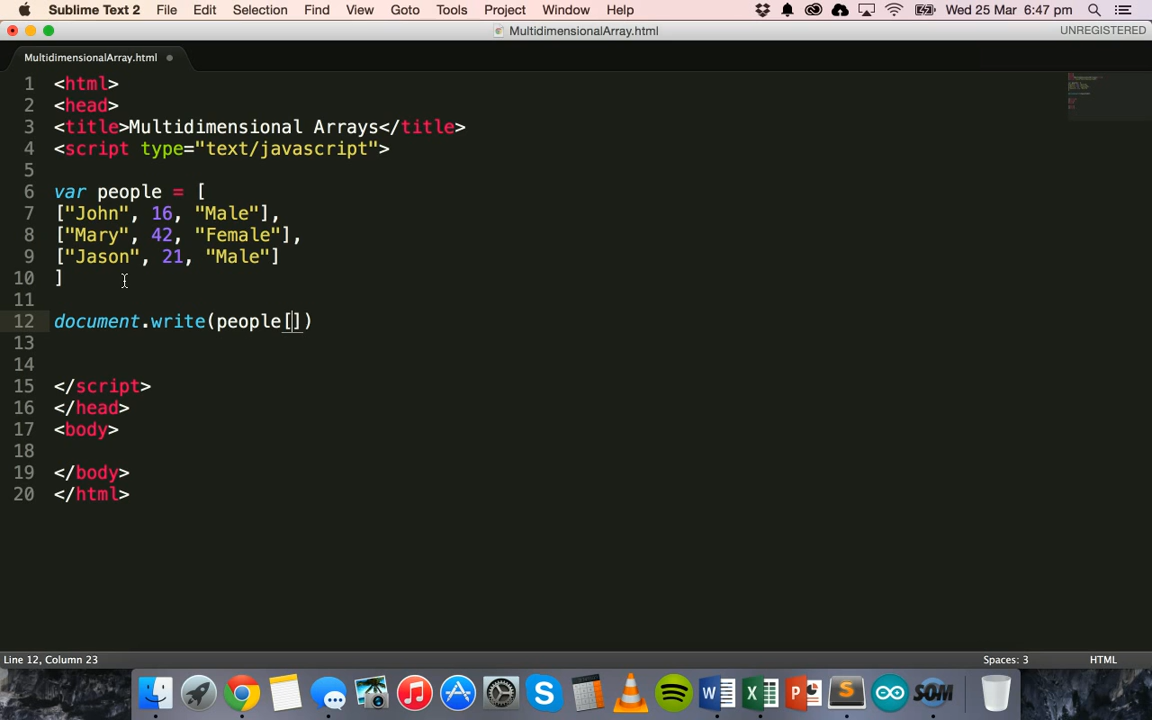 Sublime Text 2 File Edit Selection Find View Goto Tools Project Window Help Wed 25 Mar 6:47 pm
MultidimensionalArray.html UNREGISTERED
MultidimensionalArray.html
1 <html>
2 <head>
3 <title>Multidimensional Arrays</title>
4 <script type="text/javascript">
5
6 var people = [
7 ["John", 16, "Male"],
8 ["Mary", 42, "Female"],
9 ["Jason", 21, "Male"]
10 ]
11
12 document.write(people[])
13
14
15 </script>
16 </head>
17 <body>
18
19 </body>
20 </html>
Line 12, Column 23 Spaces: 3 HTML
SOM